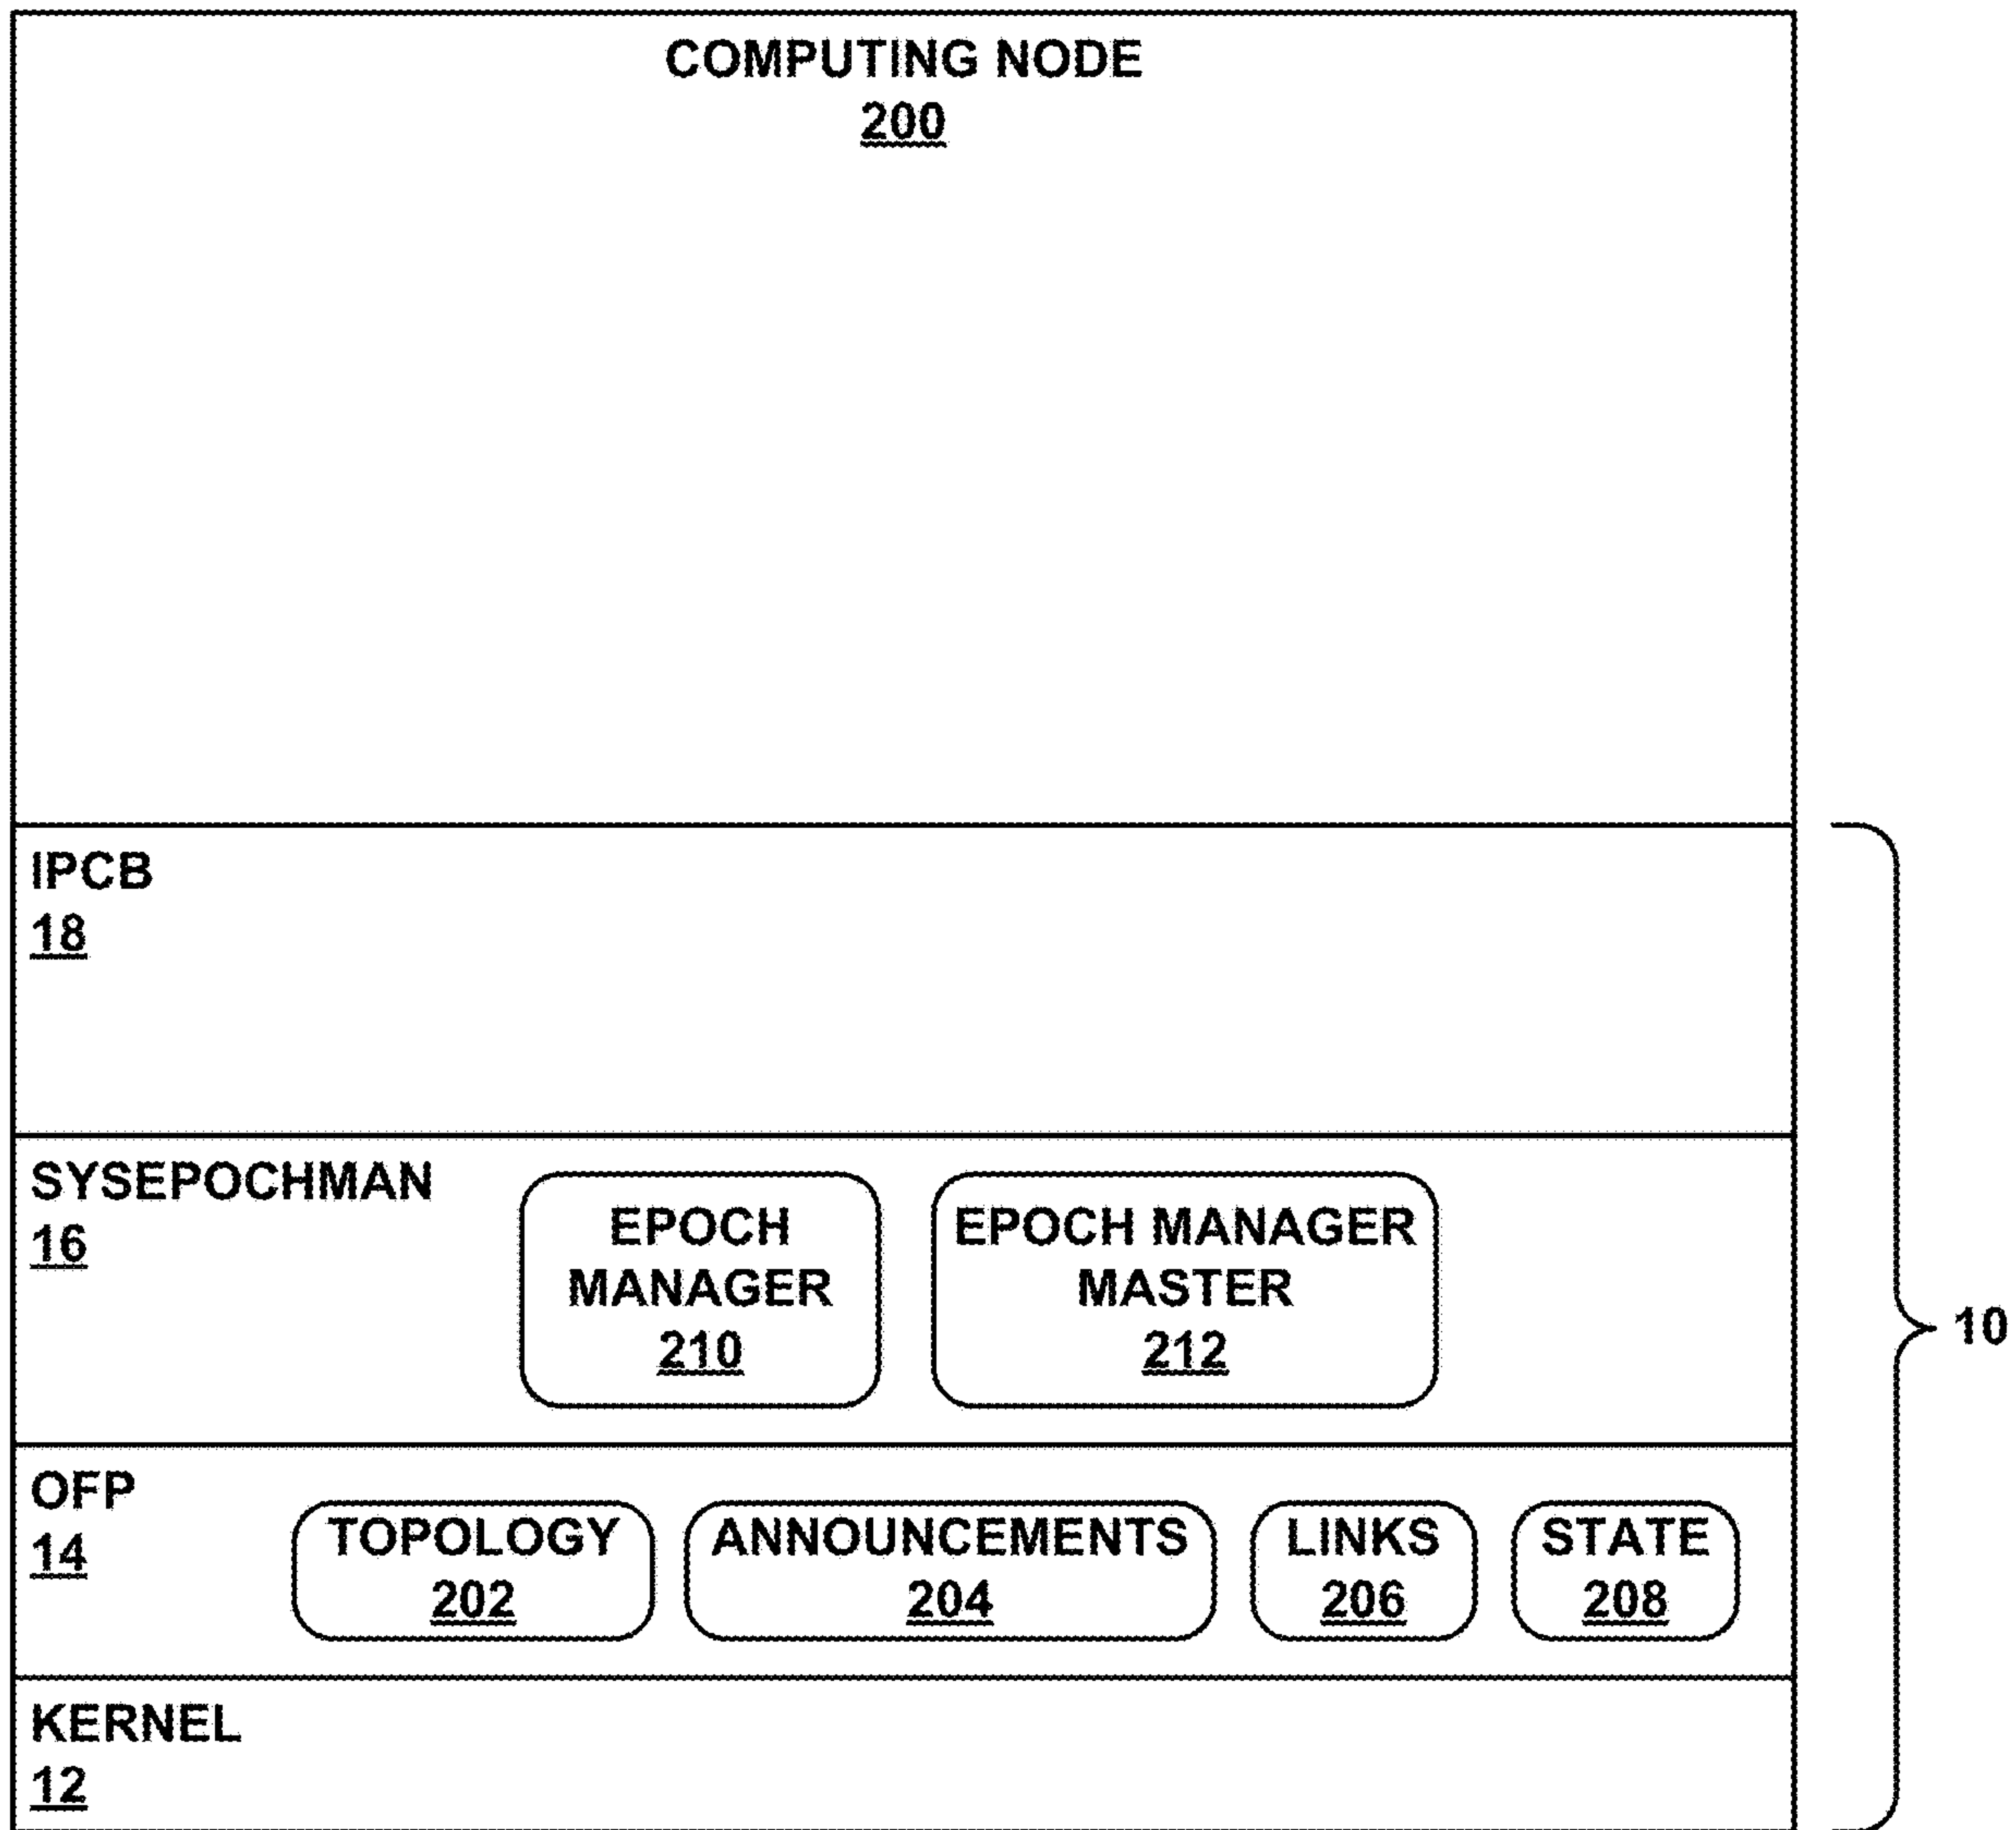 COMPUTING NODE
200
IPCB
18
SYSEPOCHMAN
16
EPOCH
MANAGER
210
EPOCH MANAGER
MASTER
212
10
OFP
14
TOPOLOGY
202
ANNOUNCEMENTS
204
LINKS
206
STATE
208
KERNEL
12